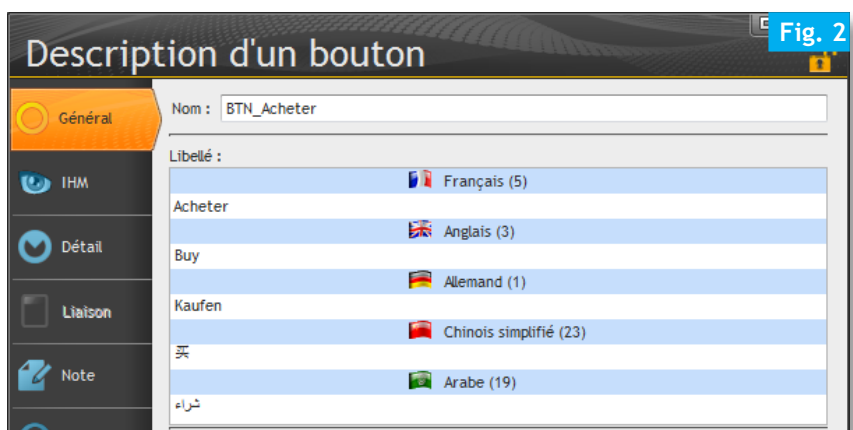 Fig. 2
Description d'un bouton
Général
IHM
Détail
Liaison
Note
Nom : BTN_Acheter
Libellé :
Français (5)
Acheter
Anglais (3)
Buy
Allemand (1)
Kaufen
Chinois simplifié (23)
买
Arabe (19)
شراء